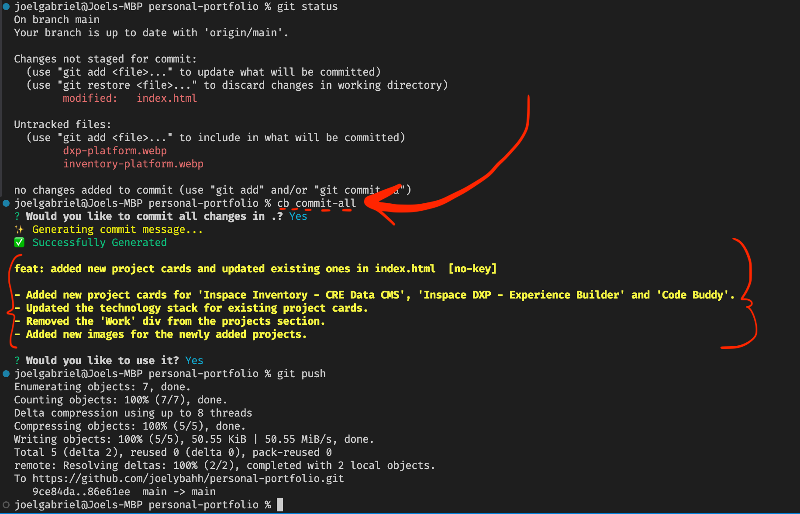 joelgabriel@Joels-MBP personal-portfolio % git status
On branch main
Your branch is up to date with 'origin/main'.
Changes not staged for commit:
(use "git add <file>..." to update what will be committed)
(use "git restore <file>..." to discard changes in working directory)
modified: index.html
Untracked files:
(use "git add <file>..." to include in what will be committed)
dxp-platform.webp
inventory-platform.webp
no changes added to commit (use "git add" and/or "git commit -a")
joelgabriel@Joels-MBP personal-portfolio % cb commit-all
? Would you like to commit all changes in .? Yes
✨ Generating commit message...
✅ Successfully Generated
feat: added new project cards and updated existing ones in index.html [no-key]
- Added new project cards for 'Inspace Inventory - CRE Data CMS', 'Inspace DXP - Experience Builder' and 'Code Buddy'.
- Updated the technology stack for existing project cards.
- Removed the 'Work' div from the projects section.
- Added new images for the newly added projects.
? Would you like to use it? Yes
joelgabriel@Joels-MBP personal-portfolio % git push
Enumerating objects: 7, done.
Counting objects: 100% (7/7), done.
Delta compression using up to 8 threads
Compressing objects: 100% (5/5), done.
Writing objects: 100% (5/5), 50.55 KiB | 50.55 MiB/s, done.
Total 5 (delta 2), reused 0 (delta 0), pack-reused 0
remote: Resolving deltas: 100% (2/2), completed with 2 local objects.
To https://github.com/joelybahh/personal-portfolio.git
9ce84da..86e61ee main -> main
joelgabriel@Joels-MBP personal-portfolio %